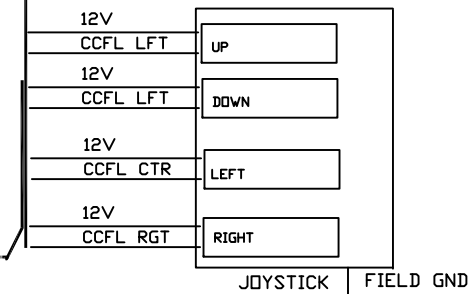 12V
CCFL LFT
UP
12V
CCFL LFT
DOWN
12V
CCFL CTR
LEFT
12V
CCFL RGT
RIGHT
JOYSTICK
FIELD GND